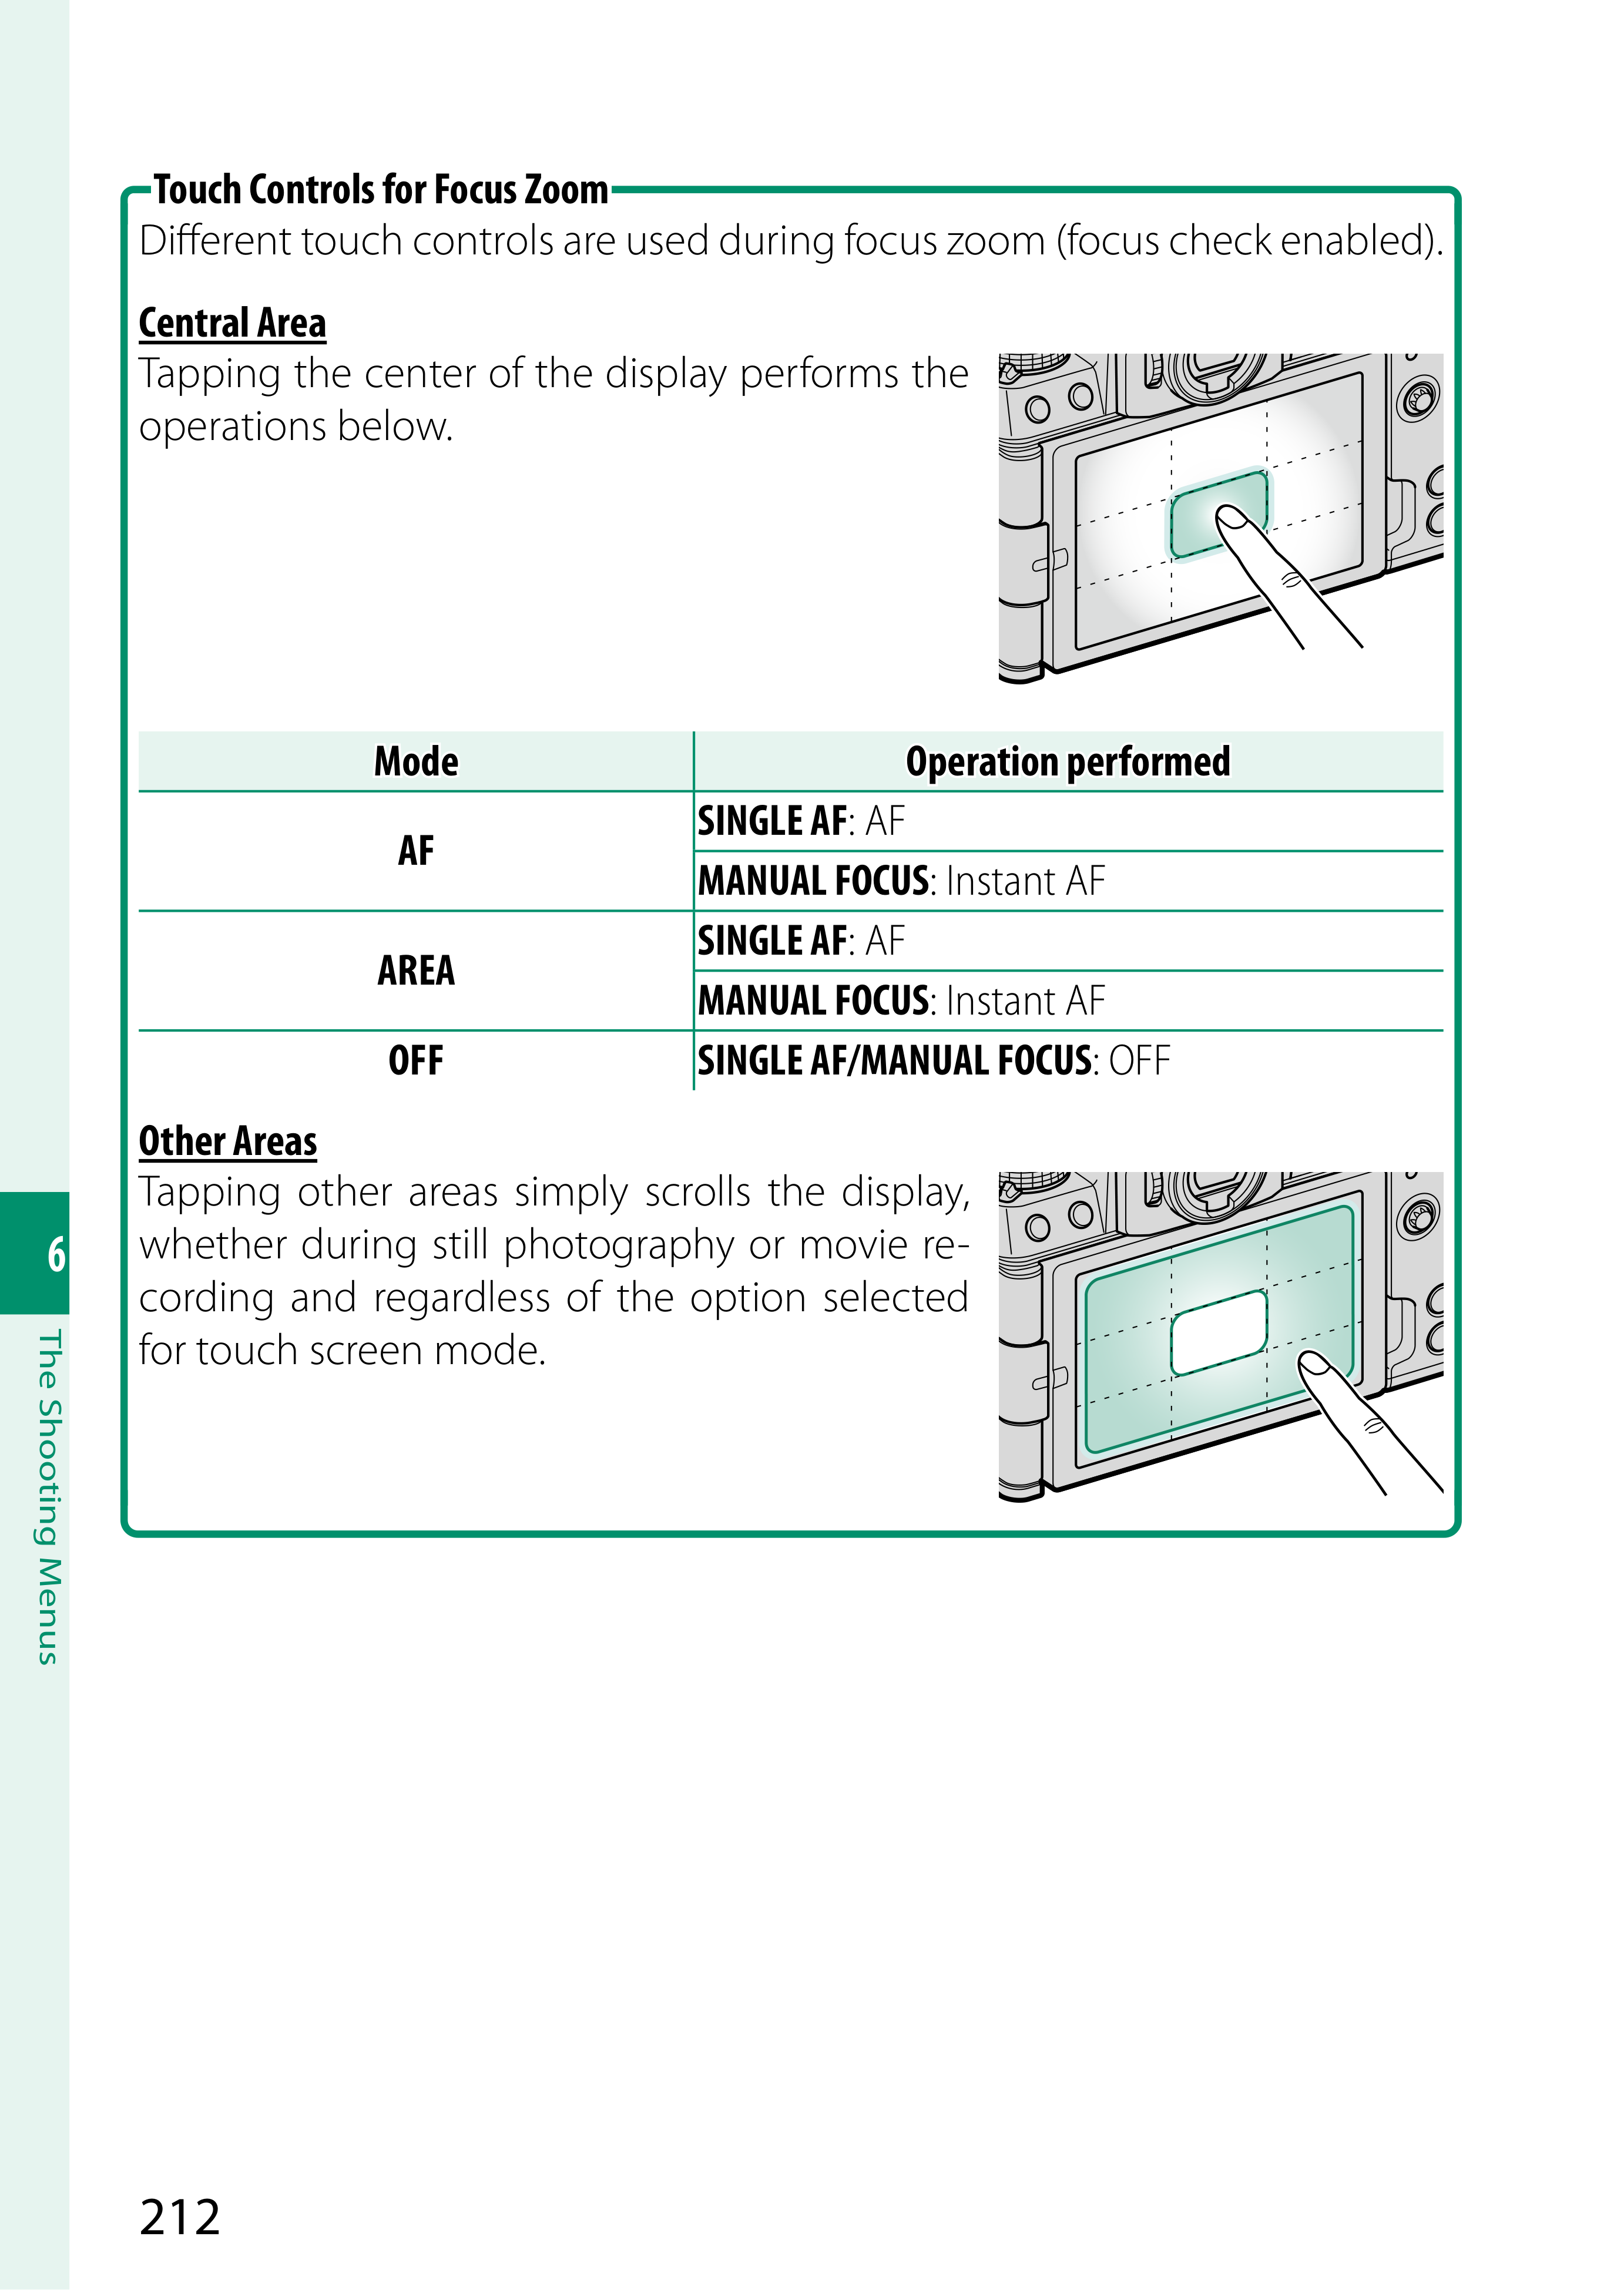 Touch Controls for Focus Zoom
Different touch controls are used during focus zoom (focus check enabled).
Central Area
Tapping the center of the display performs the
operations below.
Mode
Operation performed
AF
SINGLE AF: AF
MANUAL FOCUS: Instant AF
AREA
SINGLE AF: AF
MANUAL FOCUS: Instant AF
OFF
SINGLE AF/MANUAL FOCUS: OFF
Other Areas
Tapping other areas simply scrolls the display,
whether during still photography or movie re-
cording and regardless of the option selected
for touch screen mode.
6
The Shooting Menus
212